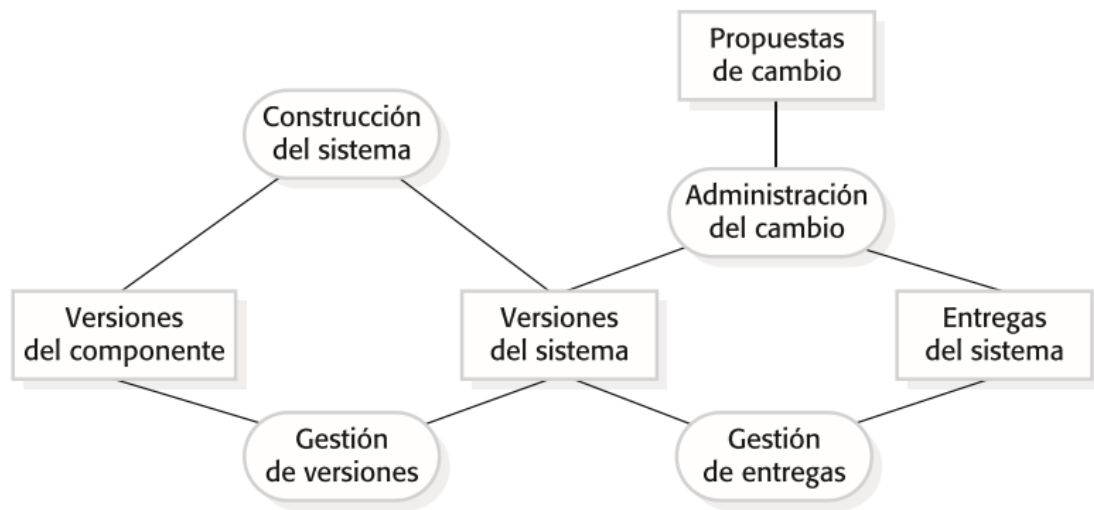 Propuestas
de cambio
Construcción
del sistema
Administración
del cambio
Versiones
del componente
Versiones
del sistema
Entregas
del sistema
Gestión
de versiones
Gestión
de entregas